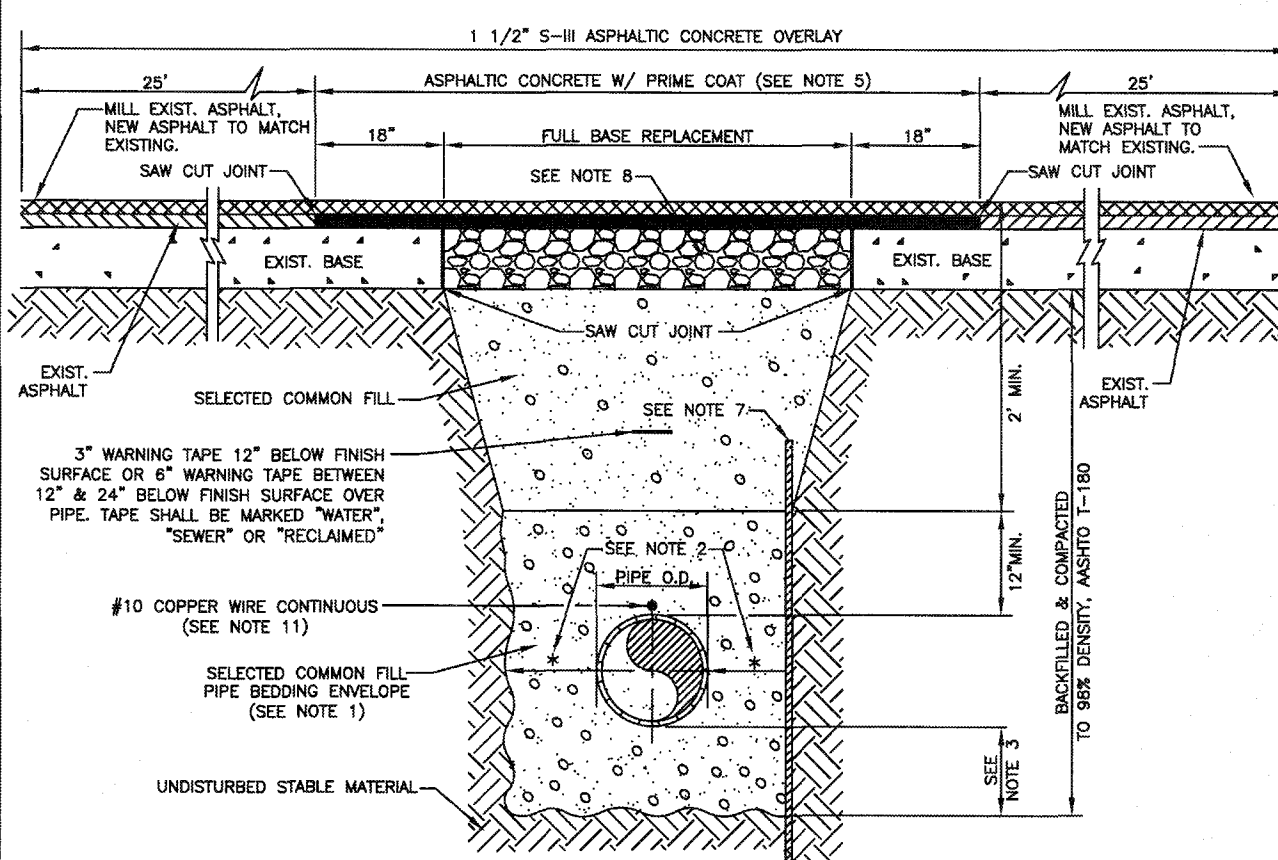 1 1/2" S-III ASPHALTIC CONCRETE OVERLAY
25'
ASPHALTIC CONCRETE W/ PRIME COAT (SEE NOTE 5)
25'
MILL EXIST. ASPHALT,
NEW ASPHALT TO MATCH
EXISTING.
MILL EXIST. ASPHALT,
NEW ASPHALT TO
MATCH EXISTING.
18"
FULL BASE REPLACEMENT
18"
SAW CUT JOINT
SEE NOTE 8
SAW CUT JOINT
EXIST. BASE
EXIST. BASE
SAW CUT JOINT
EXIST.
ASPHALT
EXIST.
ASPHALT
SELECTED COMMON FILL
SEE NOTE 7
2' MIN.
3" WARNING TAPE 12" BELOW FINISH
SURFACE OR 6" WARNING TAPE BETWEEN
12" & 24" BELOW FINISH SURFACE OVER
PIPE. TAPE SHALL BE MARKED "WATER",
"SEWER" OR "RECLAIMED"
SEE NOTE 2
PIPE O.D.
12"MIN.
BACKFILLED & COMPACTED
TO 98% DENSITY, AASHTO T-180
#10 COPPER WIRE CONTINUOUS
(SEE NOTE 11)
*
*
SELECTED COMMON FILL
PIPE BEDDING ENVELOPE
(SEE NOTE 1)
SEE
NOTE 3
UNDISTURBED STABLE MATERIAL